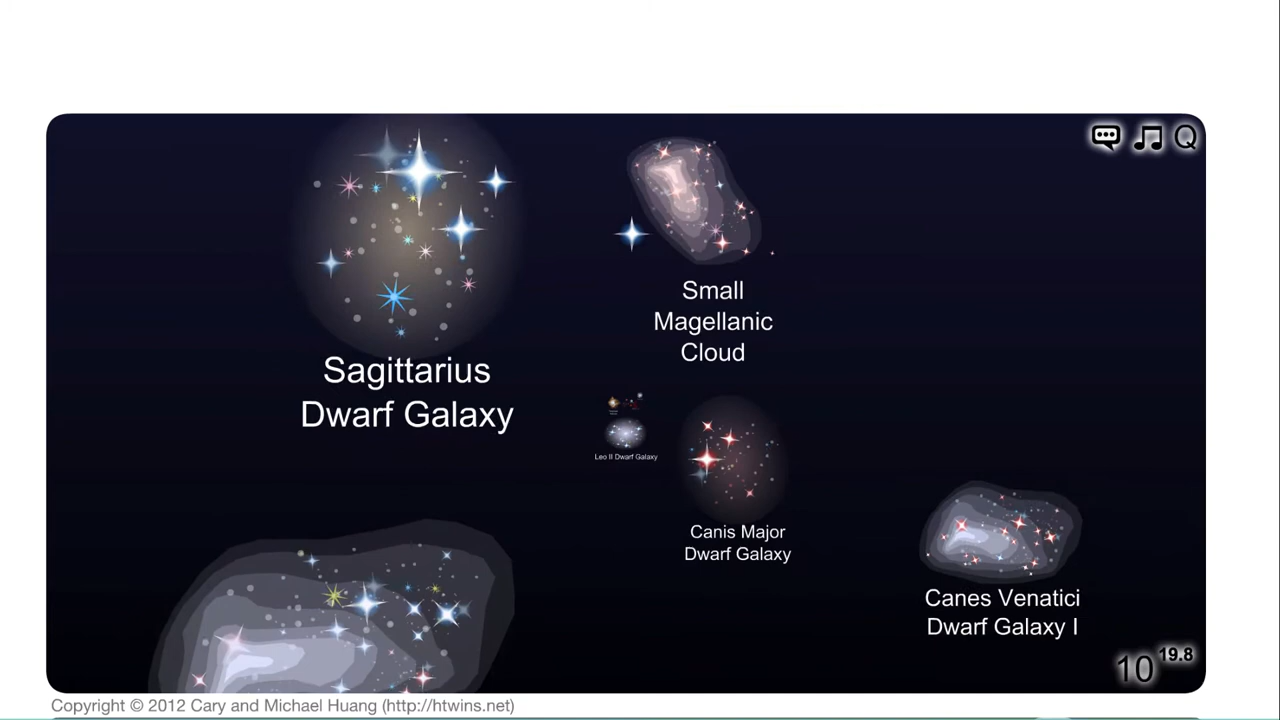 Small
Magellanic
Cloud
Sagittarius
Dwarf Galaxy
Leo II Dwarf Galaxy
Canis Major
Dwarf Galaxy
Canes Venatici
Dwarf Galaxy I
10 19.8
Copyright © 2012 Cary and Michael Huang (http://htwins.net)